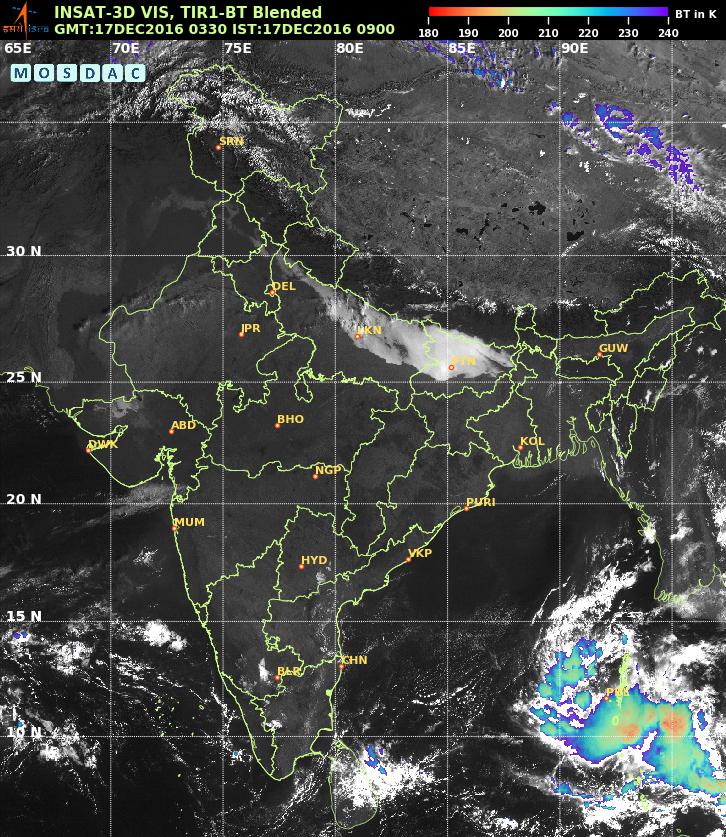 INSAT-3D VIS, TIR1-BT Blended
GMT:17DEC2016 0330 IST:17DEC2016 0900
BT in K
180 190 200 210 220 230 240
65E 70E 75E 80E 85E 90E
MOSDAC
SRN
30 N
DEL
JPR
LKN
GUW
PTN
25 N
ABD
BHO
DWK
KOL
NGP
20 N
PURI
MUM
VKP
HYD
15 N
CHN
BLR
10 N